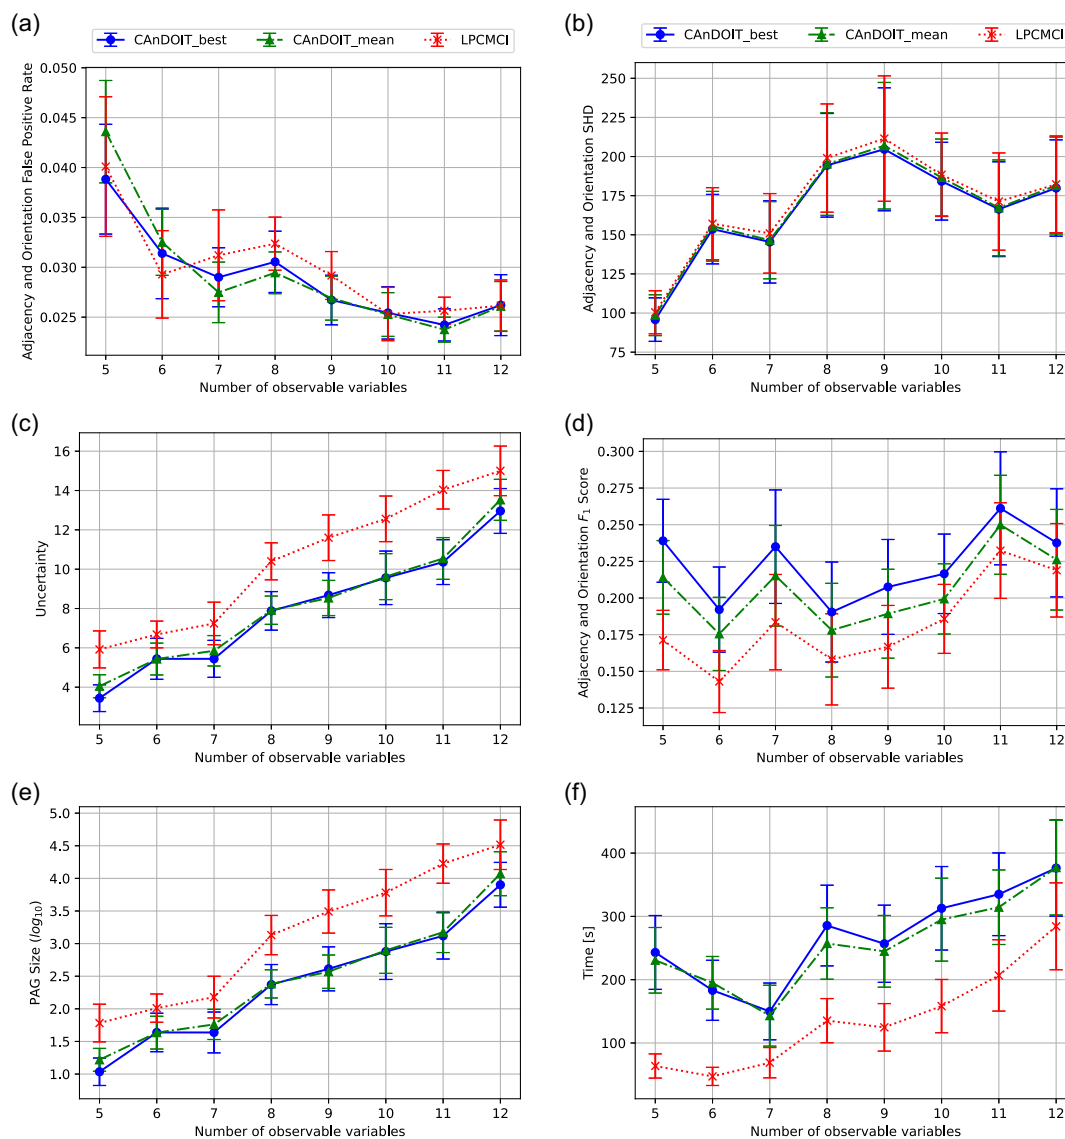 (a)
CAnDOIT_best CAnDOIT_mean LPCMCI
Adjacency and Orientation False Positive Rate
0.050
0.045
0.040
0.035
0.030
0.025
5 6 7 8 9 10 11 12
Number of observable variables
(b)
CAnDOIT_best CAnDOIT_mean LPCMCI
Adjacency and Orientation SHD
250
225
200
175
150
125
100
75
5 6 7 8 9 10 11 12
Number of observable variables
(c)
Uncertainty
16
14
12
10
8
6
4
5 6 7 8 9 10 11 12
Number of observable variables
(d)
Adjacency and Orientation F1 Score
0.300
0.275
0.250
0.225
0.200
0.175
0.150
0.125
5 6 7 8 9 10 11 12
Number of observable variables
(e)
PAG Size (log10)
5.0
4.5
4.0
3.5
3.0
2.5
2.0
1.5
1.0
5 6 7 8 9 10 11 12
Number of observable variables
(f)
Time [s]
400
300
200
100
5 6 7 8 9 10 11 12
Number of observable variables